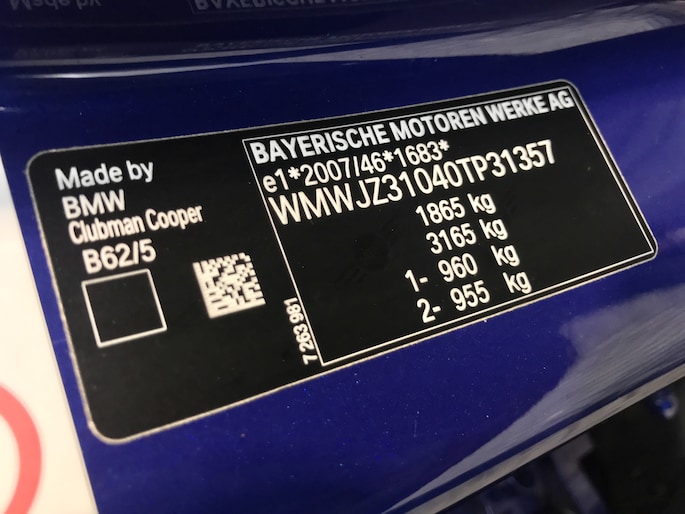 Made by
BMW
Clubman Cooper
B62/5
BAYERISCHE MOTOREN WERKE AG
e1*2007/46*1683*
WMWJZ31040TP31357
1865 kg
3165 kg
1- 960 kg
2- 955 kg
7 263 981